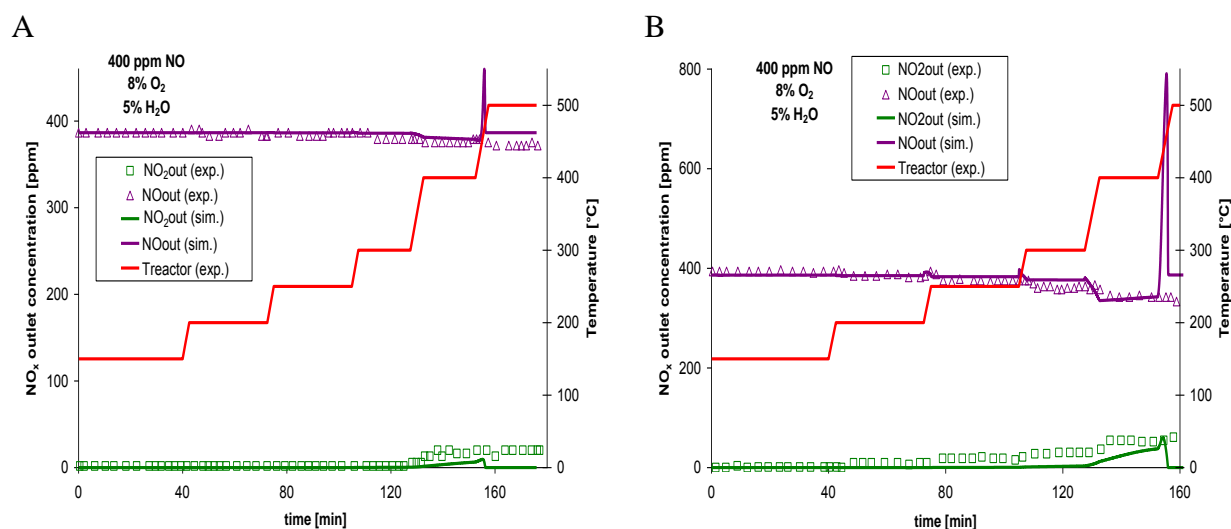 A
400 ppm NO
8% O₂
5% H₂O
NO₂out (exp.)
NOout (exp.)
NO₂out (sim.)
NOout (sim.)
Treactor (exp.)
NOₓ outlet concentration [ppm]
400
300
200
100
0
0
40
80
120
160
time [min]
500
400
300
200
100
0
Temperature [°C]
B
400 ppm NO
8% O₂
5% H₂O
NO2out (exp.)
NOout (exp.)
NO2out (sim.)
NOout (sim.)
Treactor (exp.)
NOₓ outlet concentration [ppm]
800
600
400
200
0
0
40
80
120
160
time [min]
500
400
300
200
100
0
Temperature [°C]